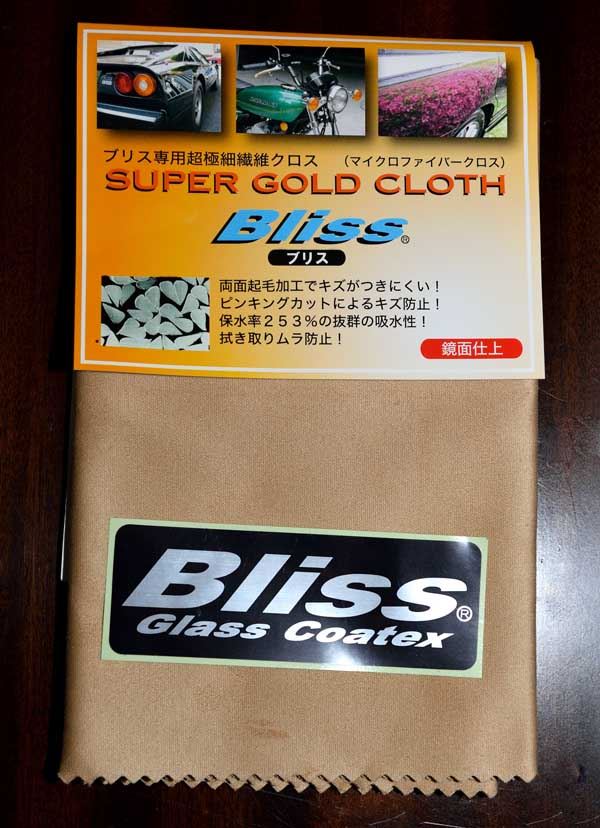 ブリス専用超極細繊維クロス （マイクロファイバークロス）
SUPER GOLD CLOTH
Bliss®
ブリス
両面起毛加工でキズがつきにくい！
ピンキングカットによるキズ防止！
保水率２５３％の抜群の吸水性！
拭き取りムラ防止！
鏡面仕上
Bliss®
Glass Coatex